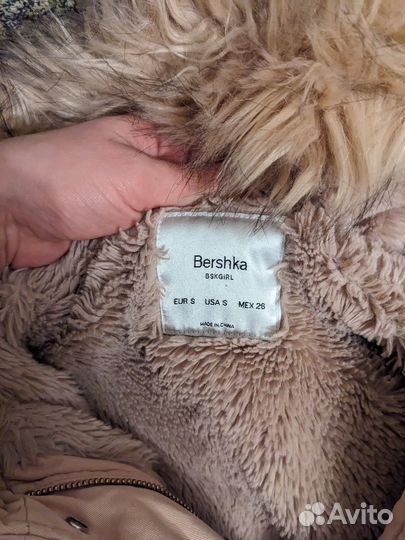 Bershka
BSKGIRL
EUR S USA S MEX 26
MADE IN CHINA
Avito